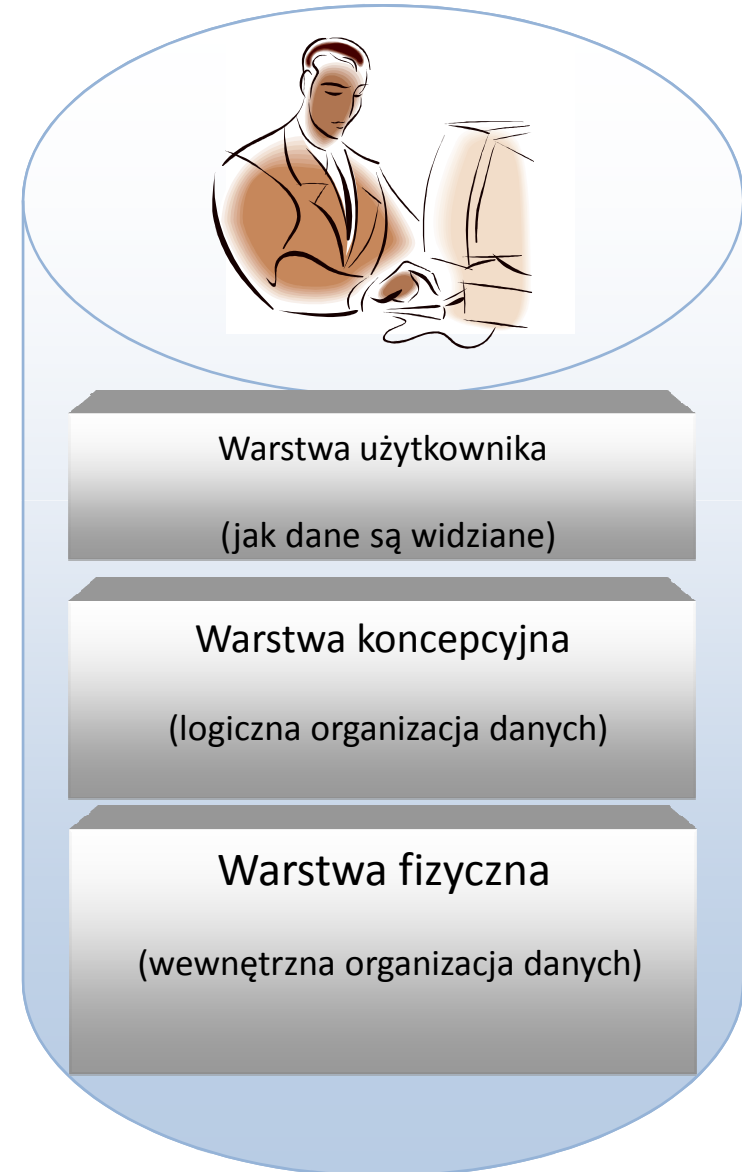 Warstwa użytkownika
(jak dane są widziane)
Warstwa koncepcyjna
(logiczna organizacja danych)
Warstwa fizyczna
(wewnętrzna organizacja danych)